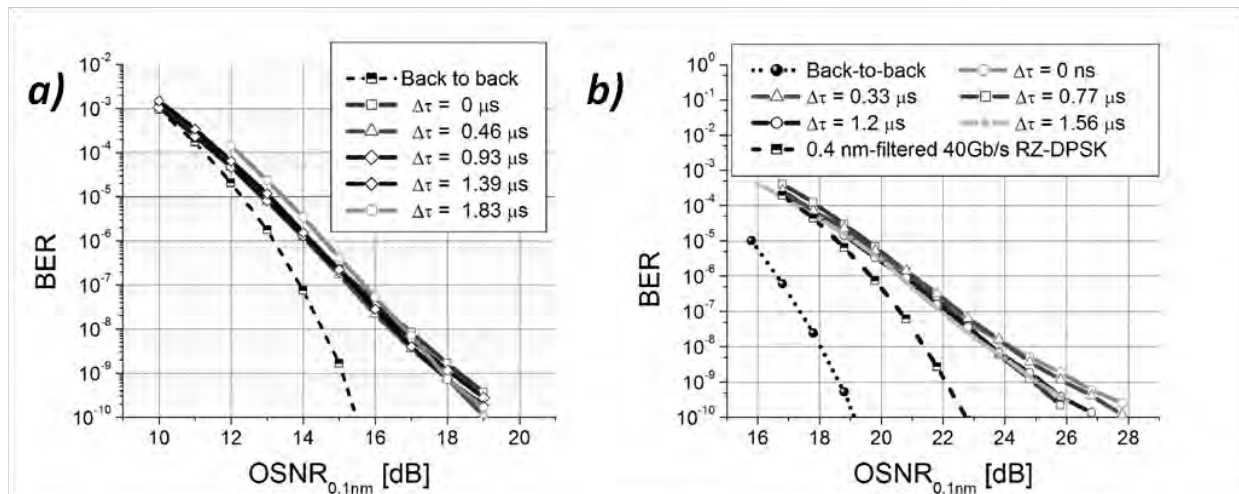 a)
10⁻²
10⁻³
10⁻⁴
10⁻⁵
10⁻⁶
10⁻⁷
10⁻⁸
10⁻⁹
10⁻¹⁰
BER
10 12 14 16 18 20
OSNR₀.₁ₙₘ [dB]
Back to back
Δτ = 0 μs
Δτ = 0.46 μs
Δτ = 0.93 μs
Δτ = 1.39 μs
Δτ = 1.83 μs
b)
10⁰
10⁻¹
10⁻²
10⁻³
10⁻⁴
10⁻⁵
10⁻⁶
10⁻⁷
10⁻⁸
10⁻⁹
10⁻¹⁰
BER
16 18 20 22 24 26 28
OSNR₀.₁ₙₘ [dB]
Back-to-back Δτ = 0 ns
Δτ = 0.33 μs Δτ = 0.77 μs
Δτ = 1.2 μs Δτ = 1.56 μs
0.4 nm-filtered 40Gb/s RZ-DPSK